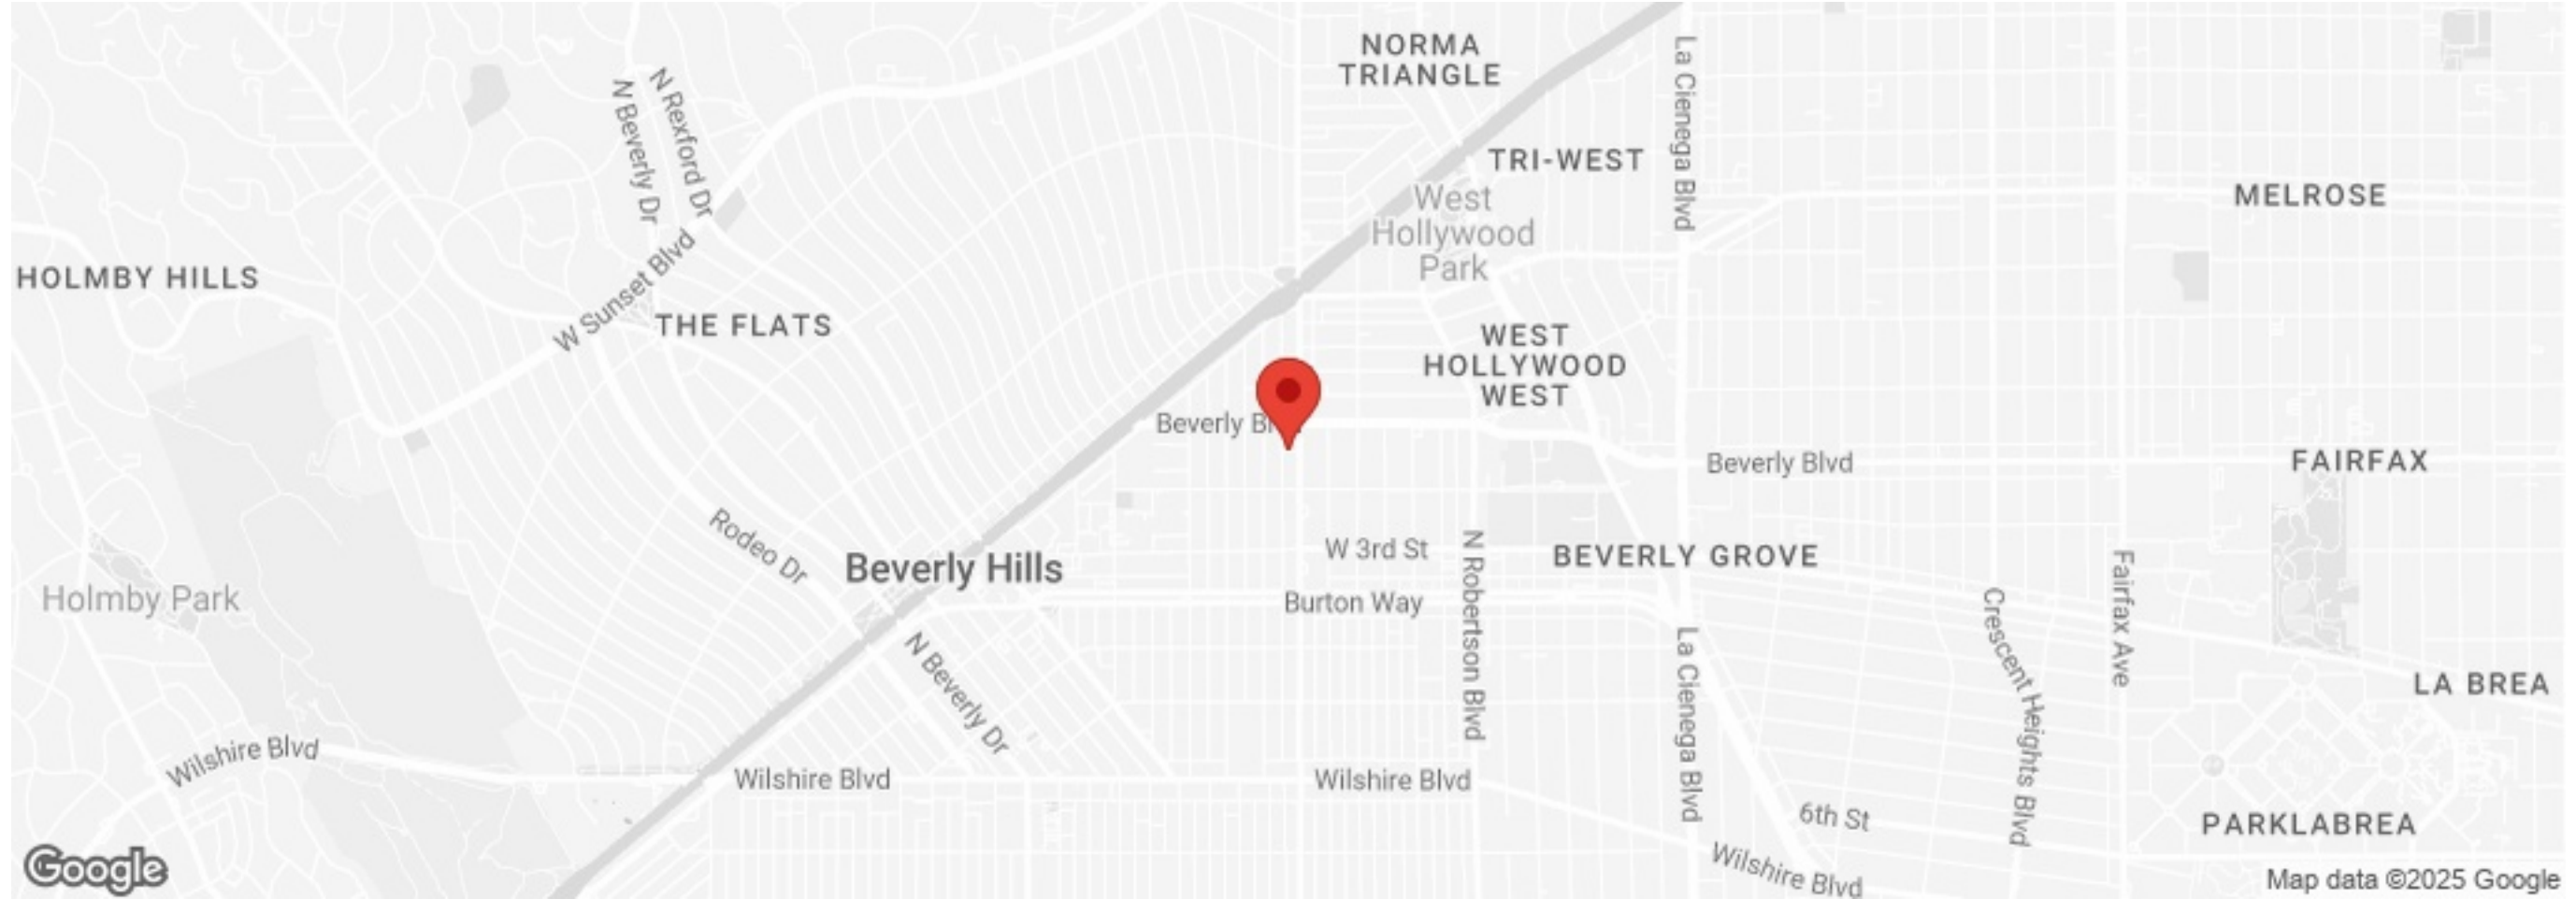 NORMA
TRIANGLE
La Cienega Blvd
N Rexford Dr
N Beverly Dr
TRI-WEST
West
Hollywood
Park
MELROSE
HOLMBY HILLS
W Sunset Blvd
THE FLATS
WEST
HOLLYWOOD
WEST
Beverly
Beverly Blvd
FAIRFAX
Rodeo Dr
Beverly Hills
W 3rd St
N Robertson Blvd
BEVERLY GROVE
Fairfax Ave
Holmby Park
Burton Way
Crescent Heights Blvd
N Beverly Dr
La Cienega Blvd
LA BREA
Wilshire Blvd
Wilshire Blvd
Wilshire Blvd
6th St
PARKLABREA
Wilshire Blvd
Google
Map data ©2025 Google